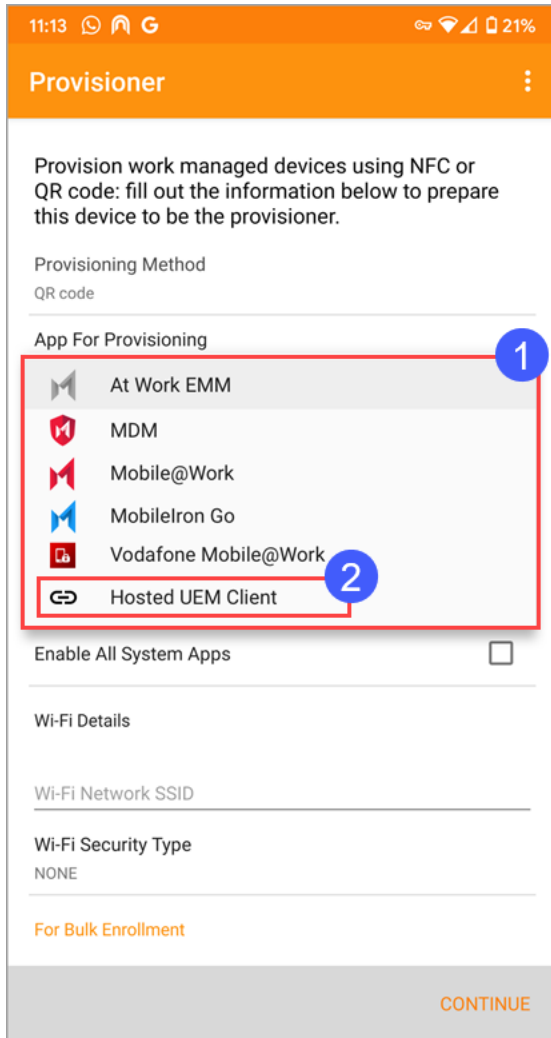 11:13 G 21%
Provisioner
Provision work managed devices using NFC or
QR code: fill out the information below to prepare
this device to be the provisioner.
Provisioning Method
QR code
App For Provisioning
1
At Work EMM
MDM
Mobile@Work
MobileIron Go
Vodafone Mobile@Work
2
Hosted UEM Client
Enable All System Apps
Wi-Fi Details
Wi-Fi Network SSID
Wi-Fi Security Type
NONE
For Bulk Enrollment
CONTINUE